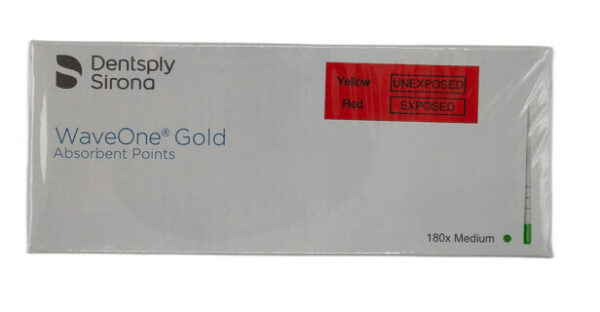 Dentsply
Sirona
Yellow UNEXPOSED
Red EXPOSED
WaveOne® Gold
Absorbent Points
180x Medium